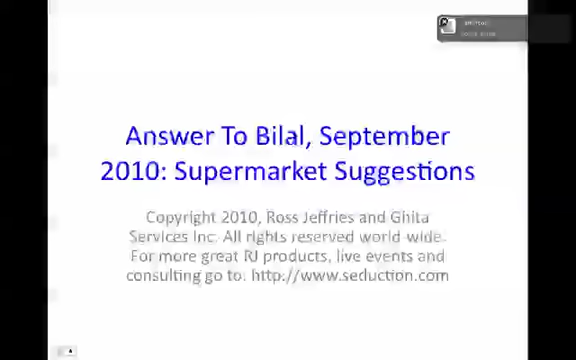 Answer To Bilal, September
2010: Supermarket Suggestions
Copyright 2010, Ross Jeffries and Ghita
Services Inc. All rights reserved world-wide.
For more great RJ products, live events and
consulting go to: http://www.seduction.com